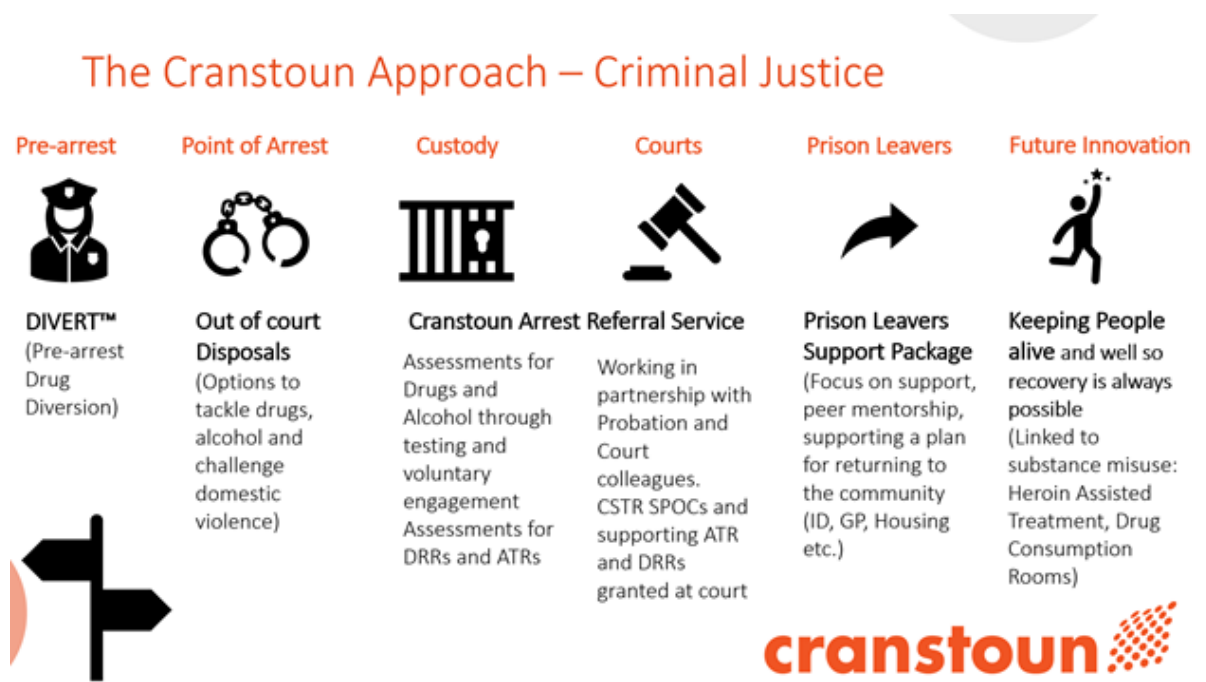 The Cranstoun Approach – Criminal Justice
Pre-arrest
DIVERT™
(Pre-arrest
Drug
Diversion)
Point of Arrest
Out of court
Disposals
(Options to
tackle drugs,
alcohol and
challenge
domestic
violence)
Custody
Courts
Cranstoun Arrest Referral Service
Assessments for
Drugs and
Alcohol through
testing and
voluntary
engagement
Assessments for
DRRs and ATRs
Working in
partnership with
Probation and
Court
colleagues.
CSTR SPOCs and
supporting ATR
and DRRs
granted at court
Prison Leavers
Prison Leavers
Support Package
(Focus on support,
peer mentorship,
supporting a plan
for returning to
the community
(ID, GP, Housing
etc.)
Future Innovation
Keeping People
alive and well so
recovery is always
possible
(Linked to
substance misuse:
Heroin Assisted
Treatment, Drug
Consumption
Rooms)
cranstoun